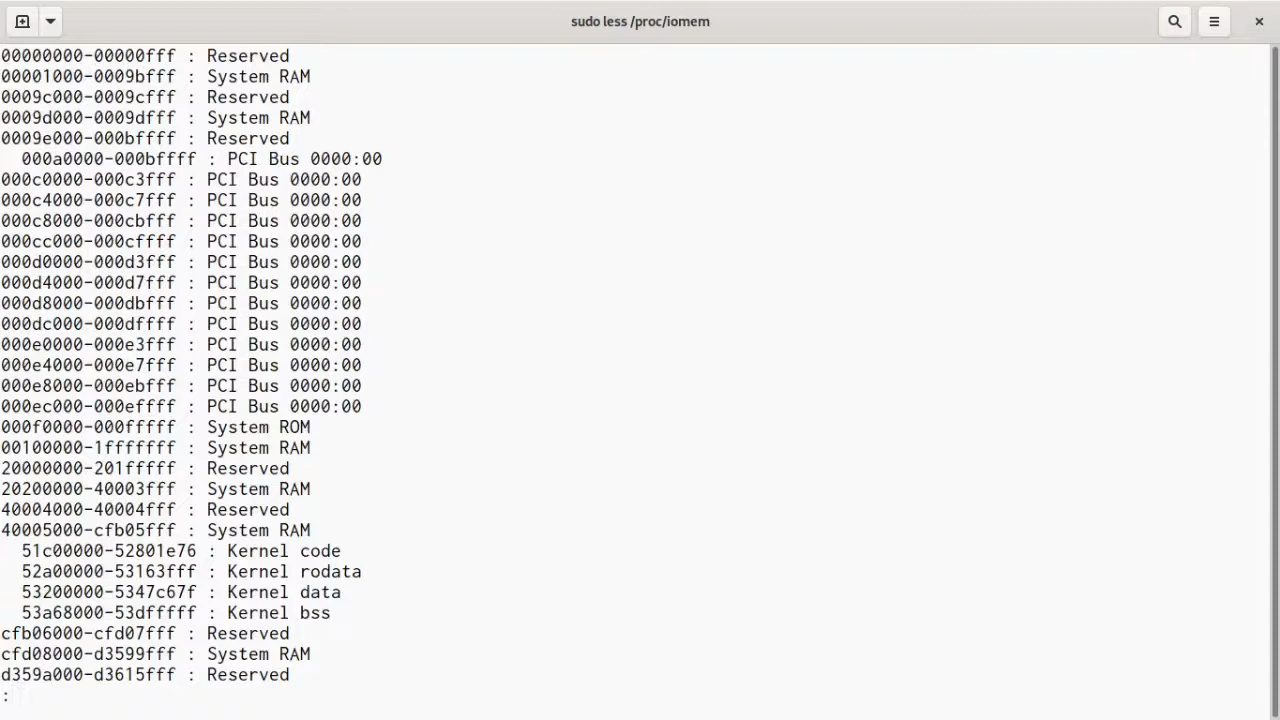 sudo less /proc/iomem
00000000-00000fff : Reserved
00001000-0009bfff : System RAM
0009c000-0009cfff : Reserved
0009d000-0009dfff : System RAM
0009e000-000bffff : Reserved
  000a0000-000bffff : PCI Bus 0000:00
000c0000-000c3fff : PCI Bus 0000:00
000c4000-000c7fff : PCI Bus 0000:00
000c8000-000cbfff : PCI Bus 0000:00
000cc000-000cffff : PCI Bus 0000:00
000d0000-000d3fff : PCI Bus 0000:00
000d4000-000d7fff : PCI Bus 0000:00
000d8000-000dbfff : PCI Bus 0000:00
000dc000-000dffff : PCI Bus 0000:00
000e0000-000e3fff : PCI Bus 0000:00
000e4000-000e7fff : PCI Bus 0000:00
000e8000-000ebfff : PCI Bus 0000:00
000ec000-000effff : PCI Bus 0000:00
000f0000-000fffff : System ROM
00100000-1fffffff : System RAM
20000000-201fffff : Reserved
20200000-40003fff : System RAM
40004000-40004fff : Reserved
40005000-cfb05fff : System RAM
  51c00000-52801e76 : Kernel code
  52a00000-53163fff : Kernel rodata
  53200000-5347c67f : Kernel data
  53a68000-53dfffff : Kernel bss
cfb06000-cfd07fff : Reserved
cfd08000-d3599fff : System RAM
d359a000-d3615fff : Reserved
: